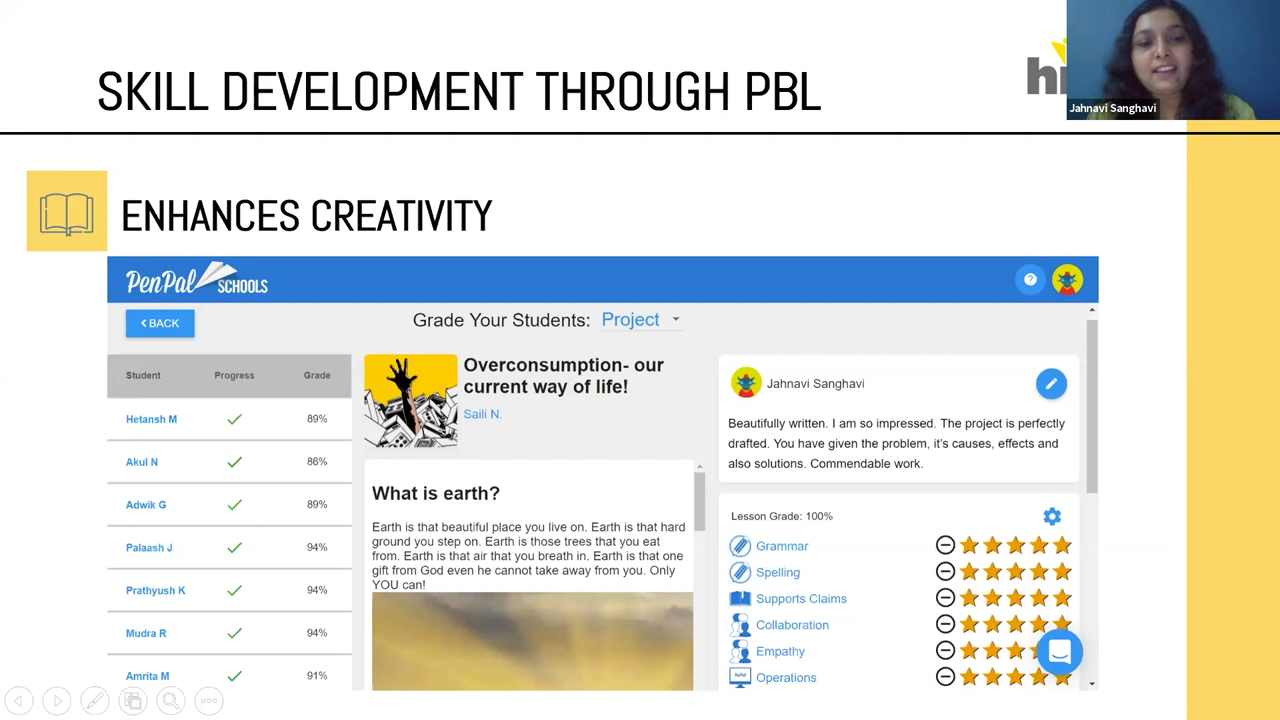 SKILL DEVELOPMENT THROUGH PBL
Jahnavi Sanghavi
ENHANCES CREATIVITY
PenPal SCHOOLS
?
BACK
Grade Your Students: Project
Student Progress Grade
Hetansh M 89%
Akul N 86%
Adwik G 89%
Palaash J 94%
Prathyush K 94%
Mudra R 94%
Amrita M 91%
Overconsumption- our
current way of life!
Saili N.
What is earth?
Earth is that beautiful place you live on. Earth is that hard
ground you step on. Earth is those trees that you eat
from. Earth is that air that you breath in. Earth is that one
gift from God even he cannot take away from you. Only
YOU can!
Jahnavi Sanghavi
Beautifully written. I am so impressed. The project is perfectly
drafted. You have given the problem, it's causes, effects and
also solutions. Commendable work.
Lesson Grade: 100%
Grammar
Spelling
Supports Claims
Collaboration
Empathy
Operations